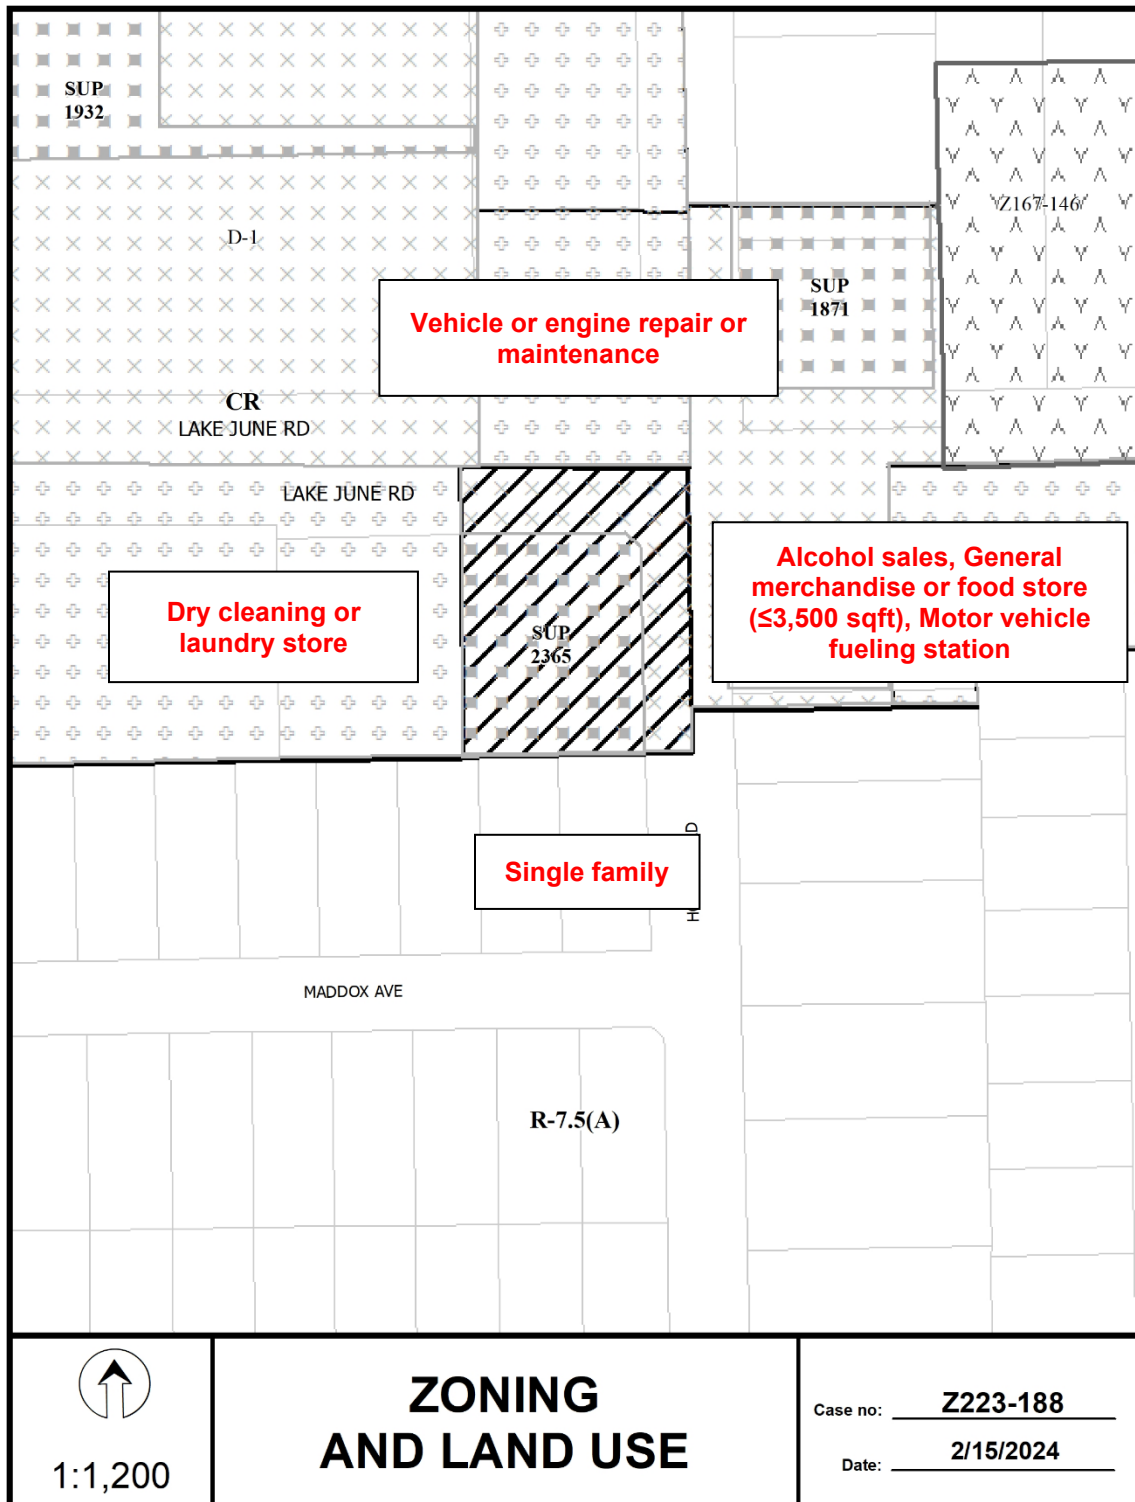 SUP
1932
Z167-146
D-1
SUP
1871
Vehicle or engine repair or
maintenance
CR
LAKE JUNE RD
LAKE JUNE RD
Alcohol sales, General
merchandise or food store
(≤3,500 sqft), Motor vehicle
fueling station
Dry cleaning or
laundry store
SUP
2365
Single family
MADDOX AVE
R-7.5(A)
1:1,200
ZONING
AND LAND USE
Case no: Z223-188
Date: 2/15/2024